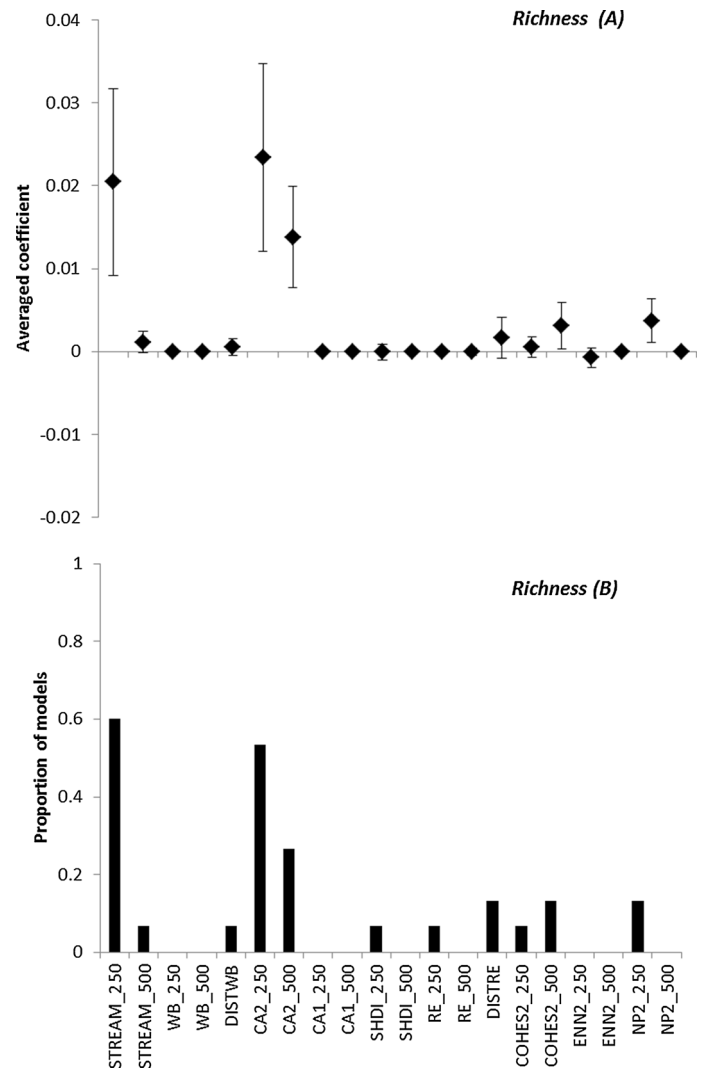 Richness (A)
0.04
0.03
0.02
0.01
0
-0.01
-0.02
Averaged coefficient
Richness (B)
1
0.8
0.6
0.4
0.2
0
Proportion of models
STREAM_250
STREAM_500
WB_250
WB_500
DISTWB
CA2_250
CA2_500
CA1_250
CA1_500
SHDI_250
SHDI_500
RE_250
RE_500
DISTRE
COHES2_250
COHES2_500
ENN2_250
ENN2_500
NP2_250
NP2_500